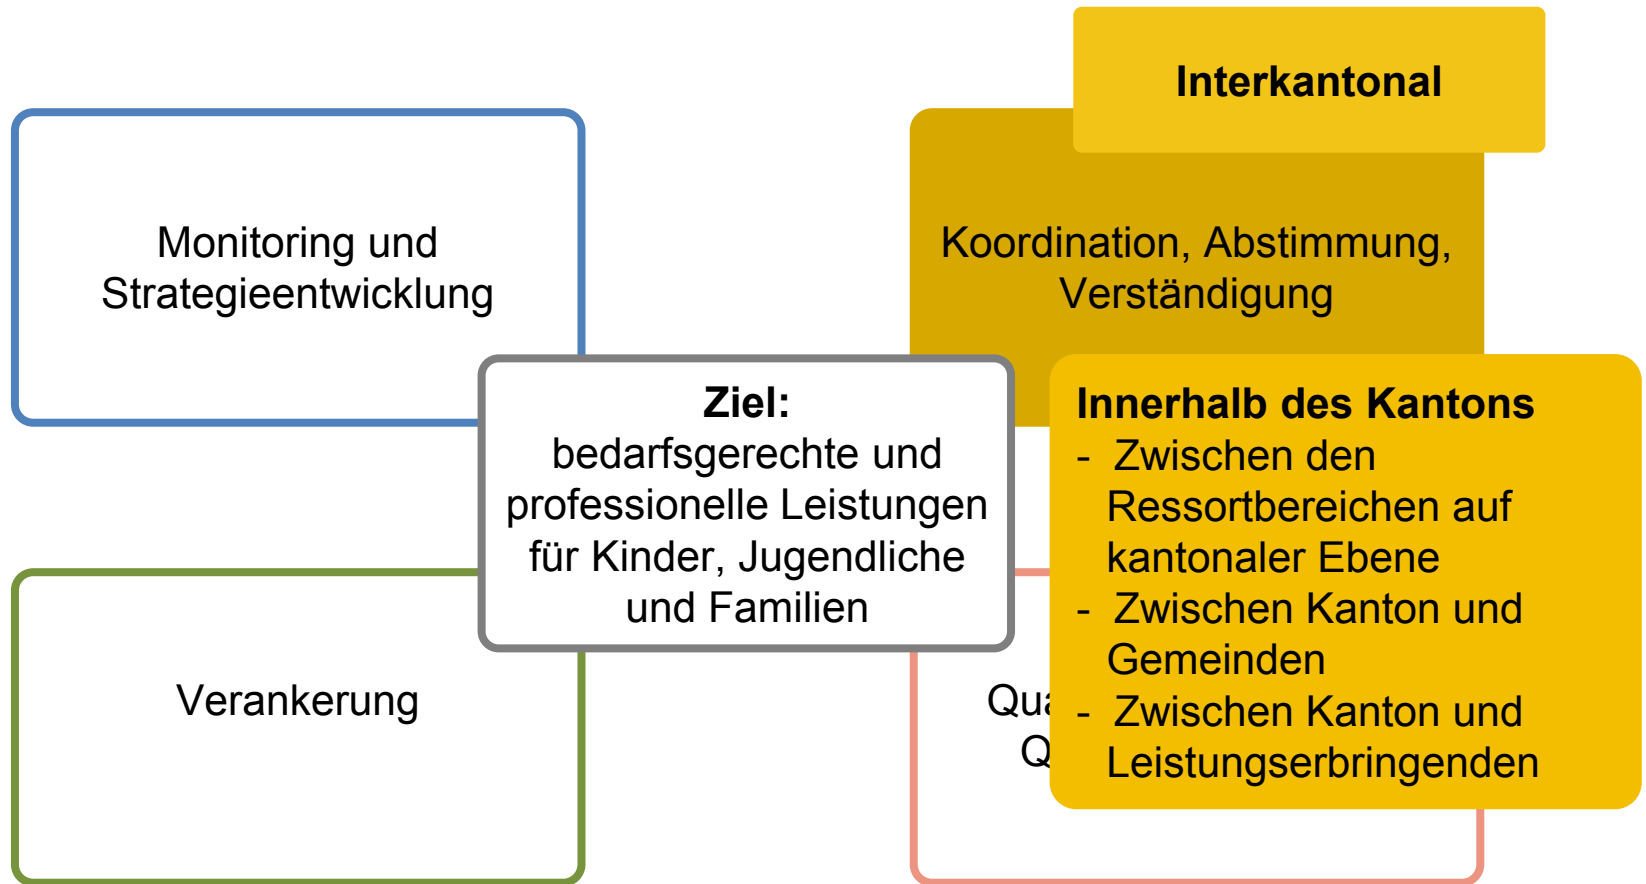 Interkantonal
Monitoring und
Strategieentwicklung
Koordination, Abstimmung,
Verständigung
Ziel:
bedarfsgerechte und
professionelle Leistungen
für Kinder, Jugendliche
und Familien
Innerhalb des Kantons
- Zwischen den
Ressortbereichen auf
kantonaler Ebene
- Zwischen Kanton und
Gemeinden
- Zwischen Kanton und
Leistungserbringenden
Verankerung